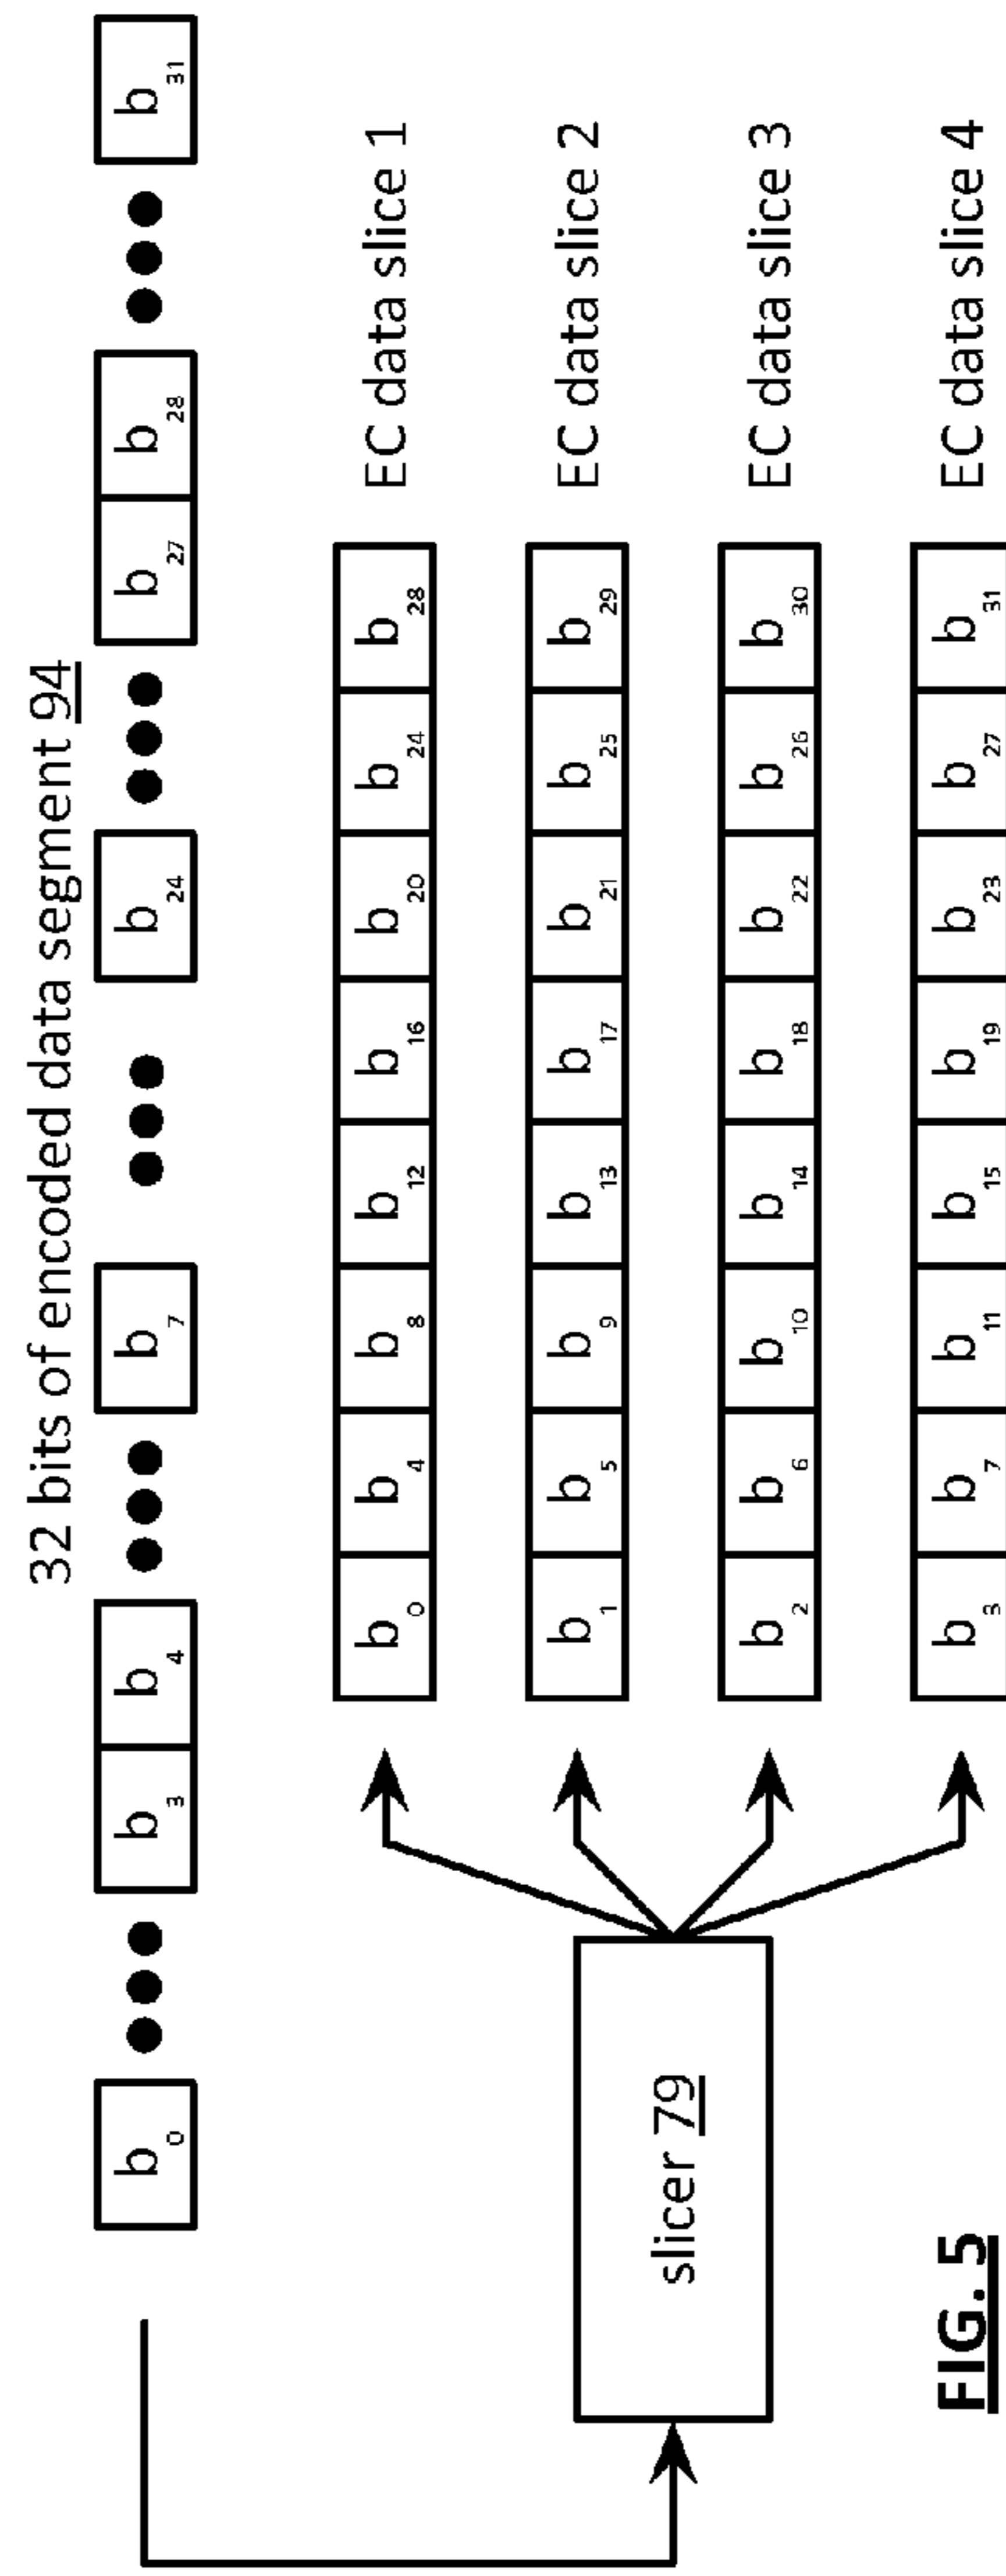 32 bits of encoded data segment 94
b0 ●●● b3 b4 ●●● b7 ●●● b24 ●●● b27 b28 ●●● b31
b0 b4 b8 b12 b16 b20 b24 b28 EC data slice 1
b1 b5 b9 b13 b17 b21 b25 b29 EC data slice 2
slicer 79
b2 b6 b10 b14 b18 b22 b26 b30 EC data slice 3
b3 b7 b11 b15 b19 b23 b27 b31 EC data slice 4
FIG. 5